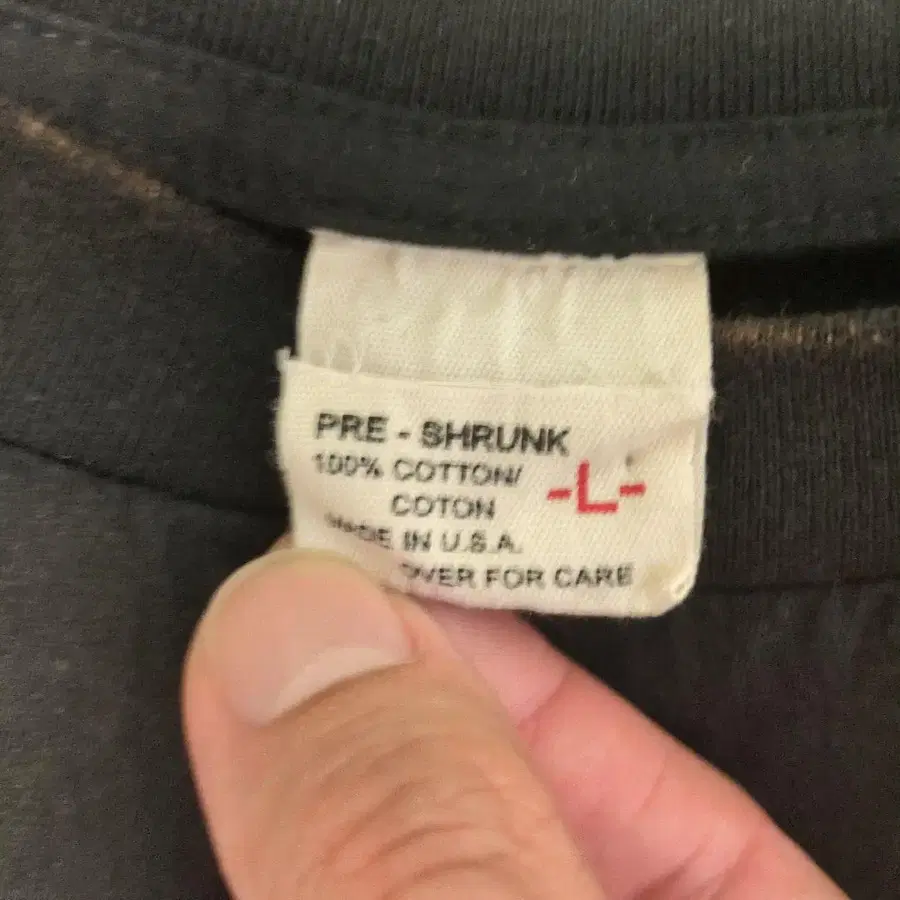 PRE - SHRUNK
100% COTTON/
-L-
COTON
MADE IN U.S.A.
OVER FOR CARE